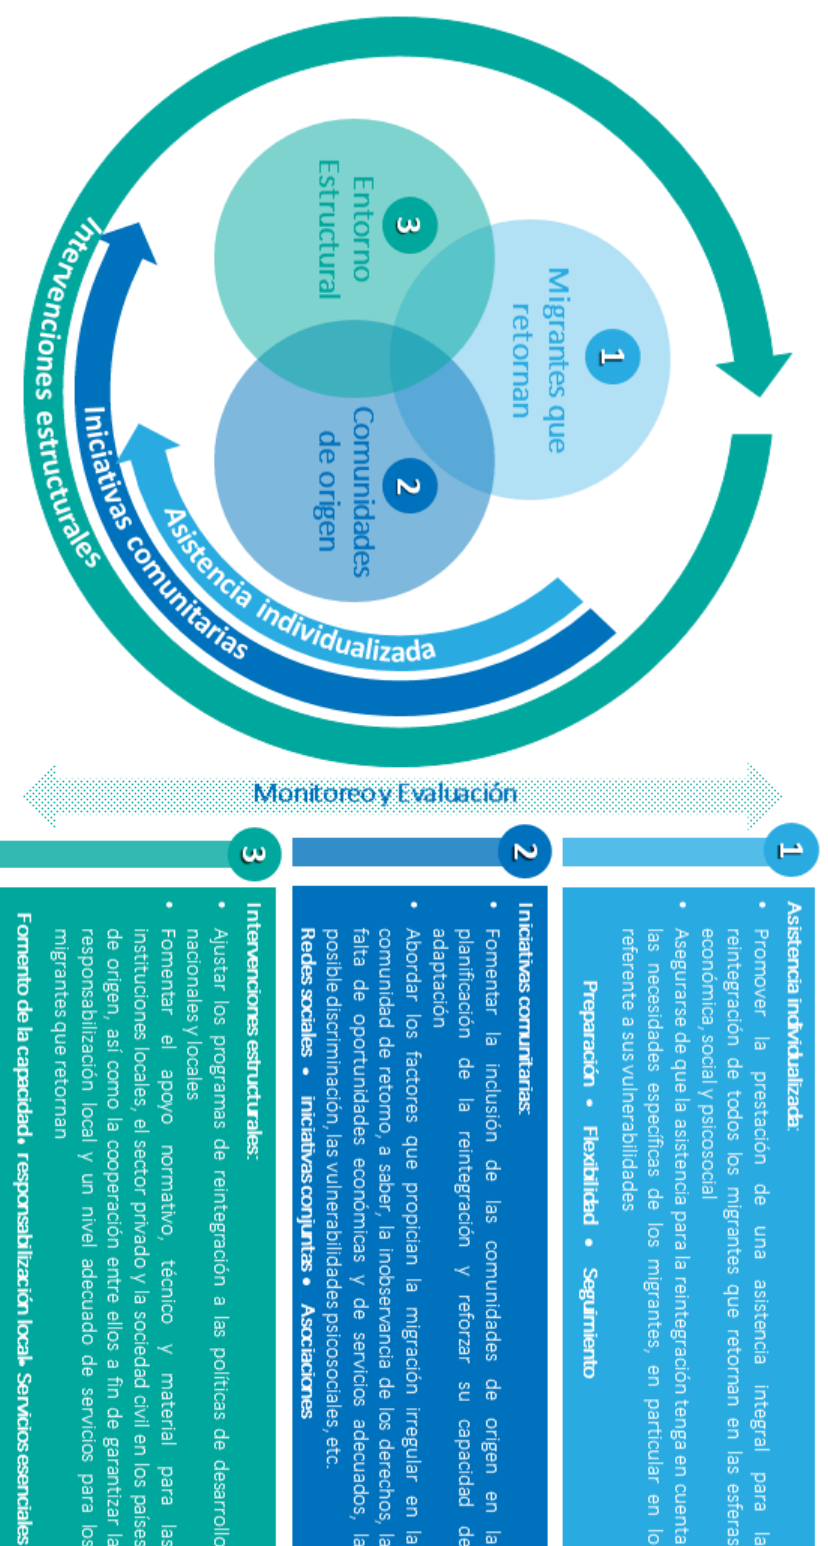 1
Migrantes que
retornan
3
Entorno
Estructural
2
Comunidades
de origen
Asistencia individualizada
Iniciativas comunitarias
Intervenciones estructurales
Monitoreo y Evaluación
1
Asistencia individualizada:
• Promover la prestación de una asistencia integral para la
reintegración de todos los migrantes que retornan en las esferas
económica, social y psicosocial
• Asegurarse de que la asistencia para la reintegración tenga en cuenta
las necesidades específicas de los migrantes, en particular en lo
referente a sus vulnerabilidades
Preparación • Flexibilidad • Seguimiento
2
Iniciativas comunitarias:
• Fomentar la inclusión de las comunidades de origen en la
planificación de la reintegración y reforzar su capacidad de
adaptación
• Abordar los factores que propician la migración irregular en la
comunidad de retorno, a saber, la inobservancia de los derechos, la
falta de oportunidades económicas y de servicios adecuados, la
posible discriminación, las vulnerabilidades psicosociales, etc.
Redes sociales • iniciativas conjuntas • Asociaciones
3
Intervenciones estructurales:
• Ajustar los programas de reintegración a las políticas de desarrollo
nacionales y locales
• Fomentar el apoyo normativo, técnico y material para las
instituciones locales, el sector privado y la sociedad civil en los países
de origen, así como la cooperación entre ellos a fin de garantizar la
responsabilización local y un nivel adecuado de servicios para los
migrantes que retornan
Fomento de la capacidad • responsabilización local • Servicios esenciales